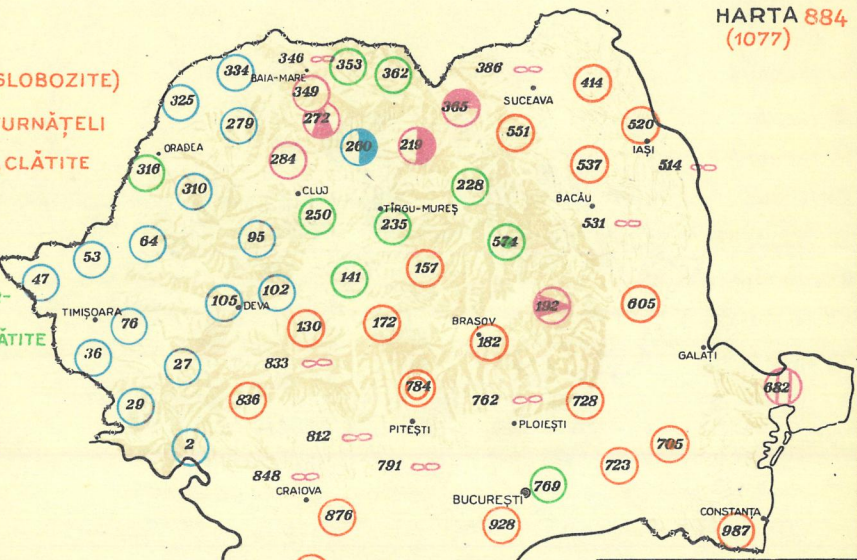 HARTA 884
(1077)
SLOBOZITE)
URNĂȚELI
CLĂTITE
ĂTITE
346
353
334
BAIA-MARE
362
386
414
349
325
SUCEAVA
365
272
279
551
520
260
219
IAȘI
ORADEA
284
537
514
316
310
CLUJ
228
BACĂU
TÎRGU-MUREȘ
250
235
531
64
95
574
53
157
47
141
102
105
DEVA
192
605
TIMIȘOARA
76
130
172
BRAȘOV
182
36
GALAȚI
833
27
784
682
836
762
728
29
PITEȘTI
PLOIEȘTI
812
2
705
791
723
848
769
CRAIOVA
BUCUREȘTI
CONSTANȚA
876
928
987